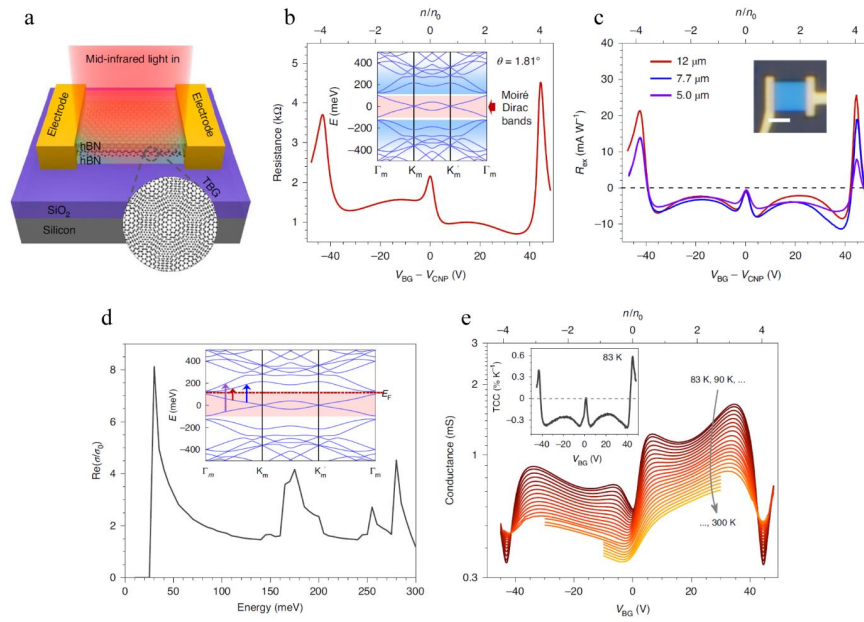 a
Mid-infrared light in
Electrode
Electrode
hBN
hBN
TBG
SiO₂
Silicon
b
n/n₀
−4 −2 0 2 4
Resistance (kΩ)
5
4
3
2
1
θ = 1.81°
E (meV)
400
200
0
−200
−400
Γm Km K′m Γm
Moiré
Dirac
bands
−40 −20 0 20 40
VBG − VCNP (V)
c
n/n₀
−4 −2 0 2 4
Rex (mA W⁻¹)
40
30
20
10
0
−10
12 μm
7.7 μm
5.0 μm
−40 −20 0 20 40
VBG − VCNP (V)
d
Re(σ/σ₀)
8
6
4
2
0
E (meV)
400
200
0
−200
−400
EF
Γm Km K′m Γm
0 50 100 150 200 250 300
Energy (meV)
e
n/n₀
−4 −2 0 2 4
Conductance (mS)
3
2
1
0.3
TCC (% K⁻¹)
0.6
0.3
0
−0.3
83 K
−40 −20 0 20 40
VBG (V)
83 K, 90 K, ...
..., 300 K
−40 −20 0 20 40
VBG (V)